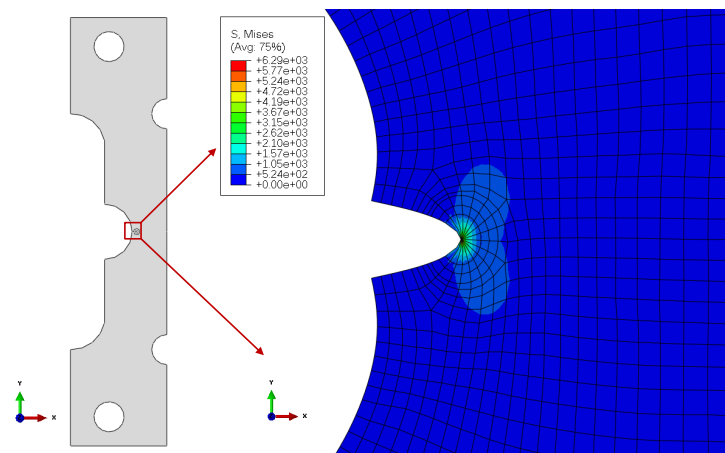 S, Mises
(Avg: 75%)
+6.29e+03
+5.77e+03
+5.24e+03
+4.72e+03
+4.19e+03
+3.67e+03
+3.15e+03
+2.62e+03
+2.10e+03
+1.57e+03
+1.05e+03
+5.24e+02
+0.00e+00
Y
X
Y
X